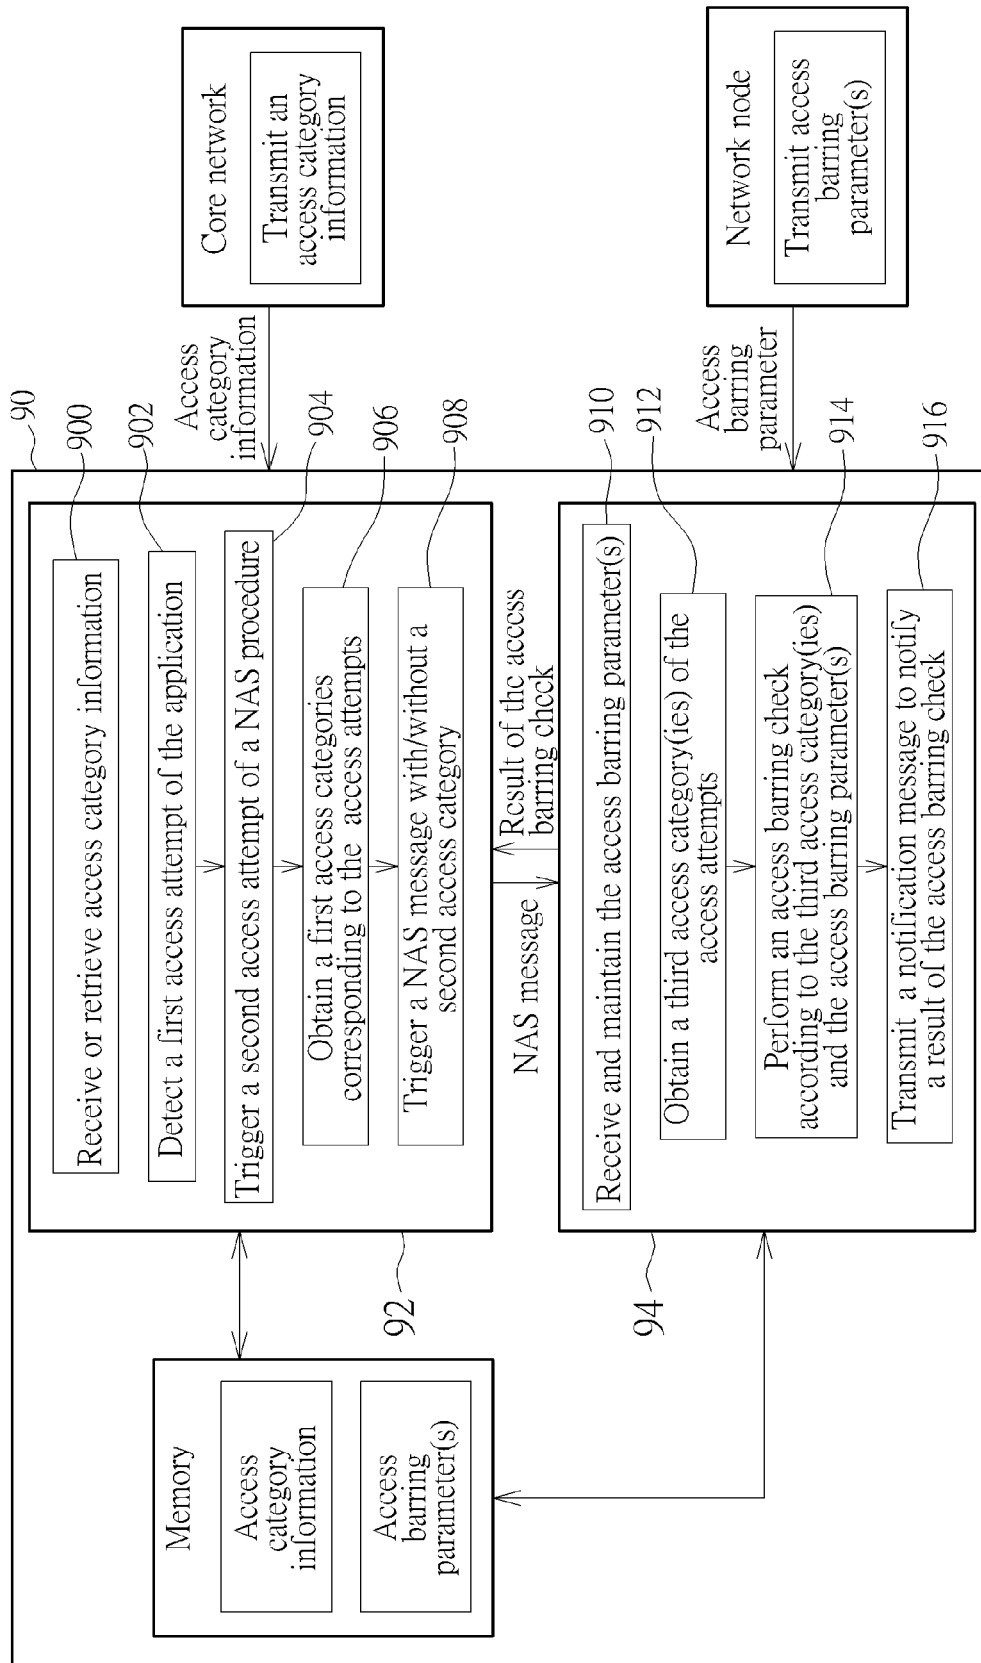 90
Memory
Access
category
information
Access
barring
parameter(s)
92
Receive or retrieve access category information
900
Detect a first access attempt of the application
902
Trigger a second access attempt of a NAS procedure
904
Obtain a first access categories
corresponding to the access attempts
906
Trigger a NAS message with/without a
second access category
908
NAS message
Result of the access
barring check
94
Receive and maintain the access barring parameter(s)
910
Obtain a third access category(ies) of the
access attempts
912
Perform an access barring check
according to the third access category(ies)
and the access barring parameter(s)
914
Transmit a notification message to notify
a result of the access barring check
916
Access
category
information
Core network
Transmit an
access category
information
Access
barring
parameter
Network node
Transmit access
barring
parameter(s)